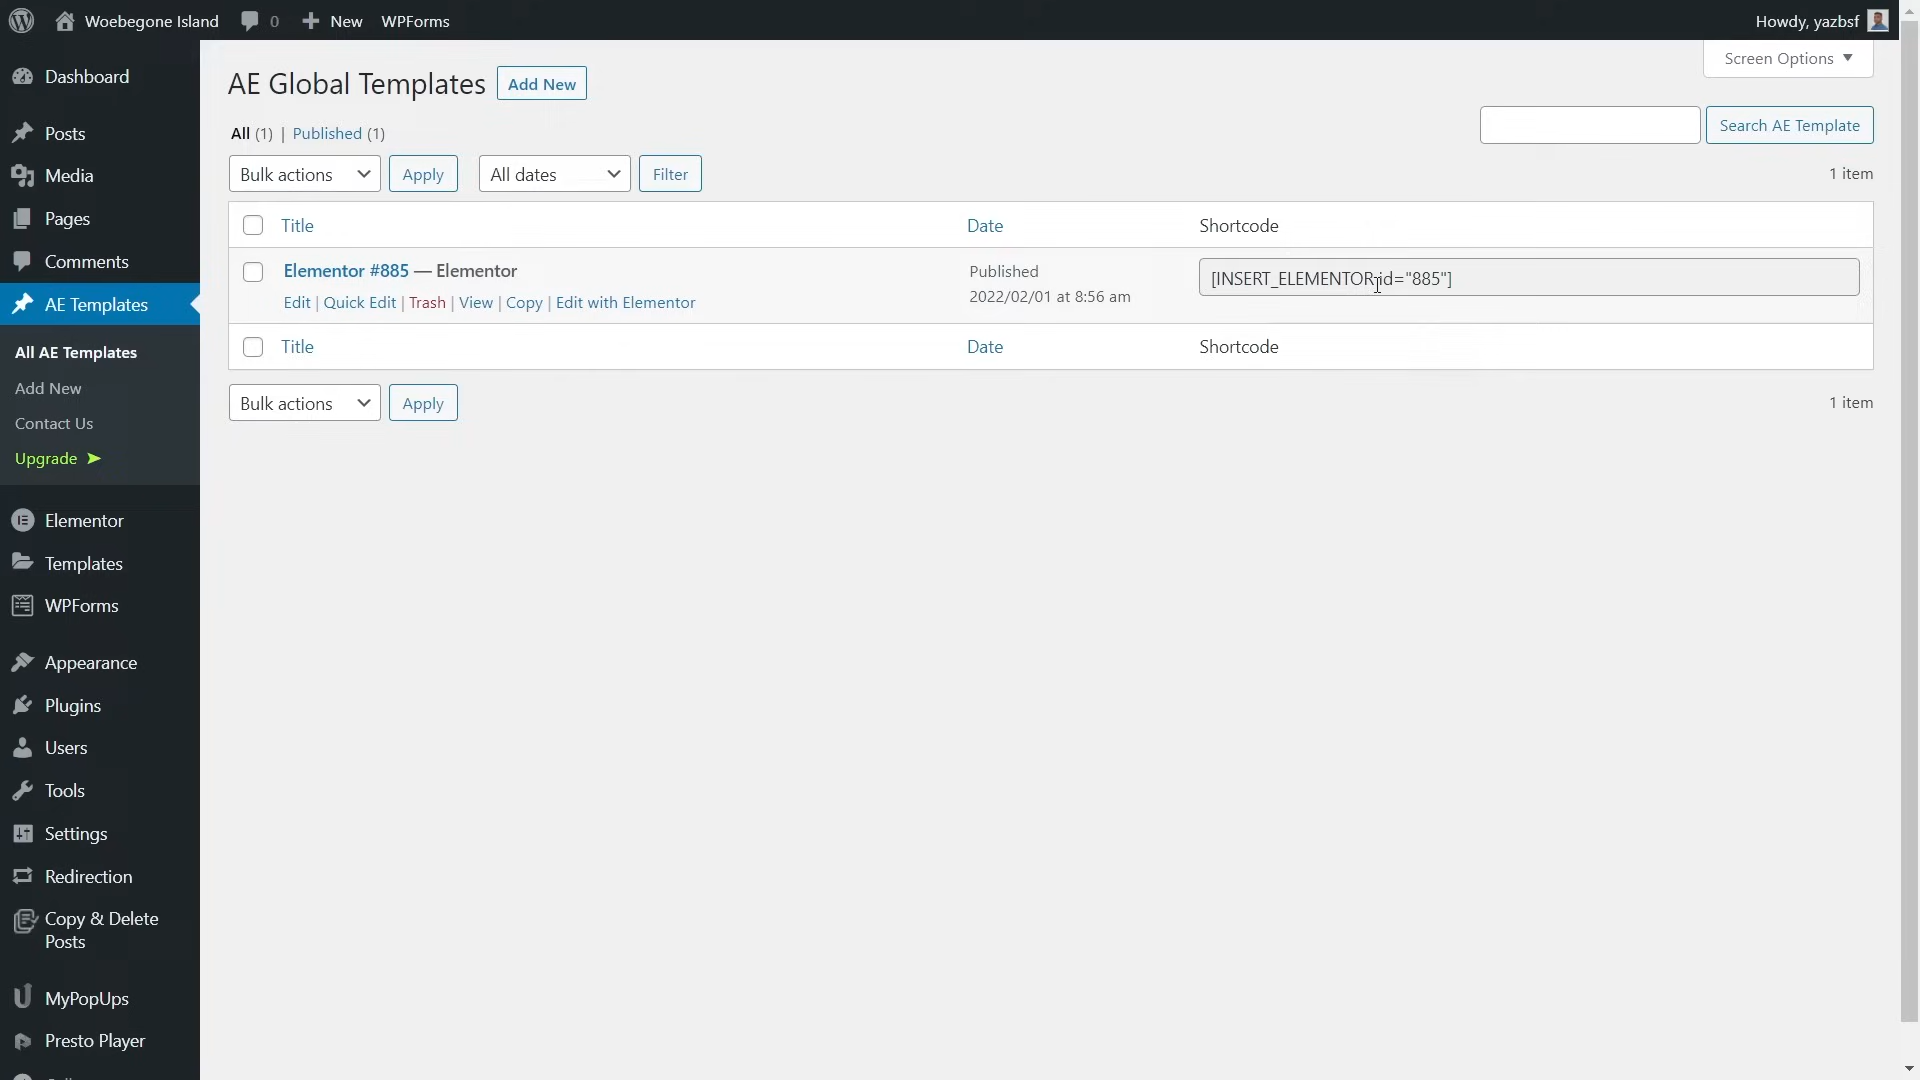 Woebegone Island 0 New WPForms Howdy, yazbsf
Screen Options
Dashboard
Posts
Media
Pages
Comments
AE Templates
All AE Templates
Add New
Contact Us
Upgrade ➤
Elementor
Templates
WPForms
Appearance
Plugins
Users
Tools
Settings
Redirection
Copy & Delete
Posts
MyPopUps
Presto Player
AE Global Templates Add New
All (1) | Published (1)
Search AE Template
Bulk actions Apply All dates Filter 1 item
Title Date Shortcode
Elementor #885 — Elementor
Edit | Quick Edit | Trash | View | Copy | Edit with Elementor
Published
2022/02/01 at 8:56 am
[INSERT_ELEMENTOR id="885"]
Title Date Shortcode
Bulk actions Apply 1 item